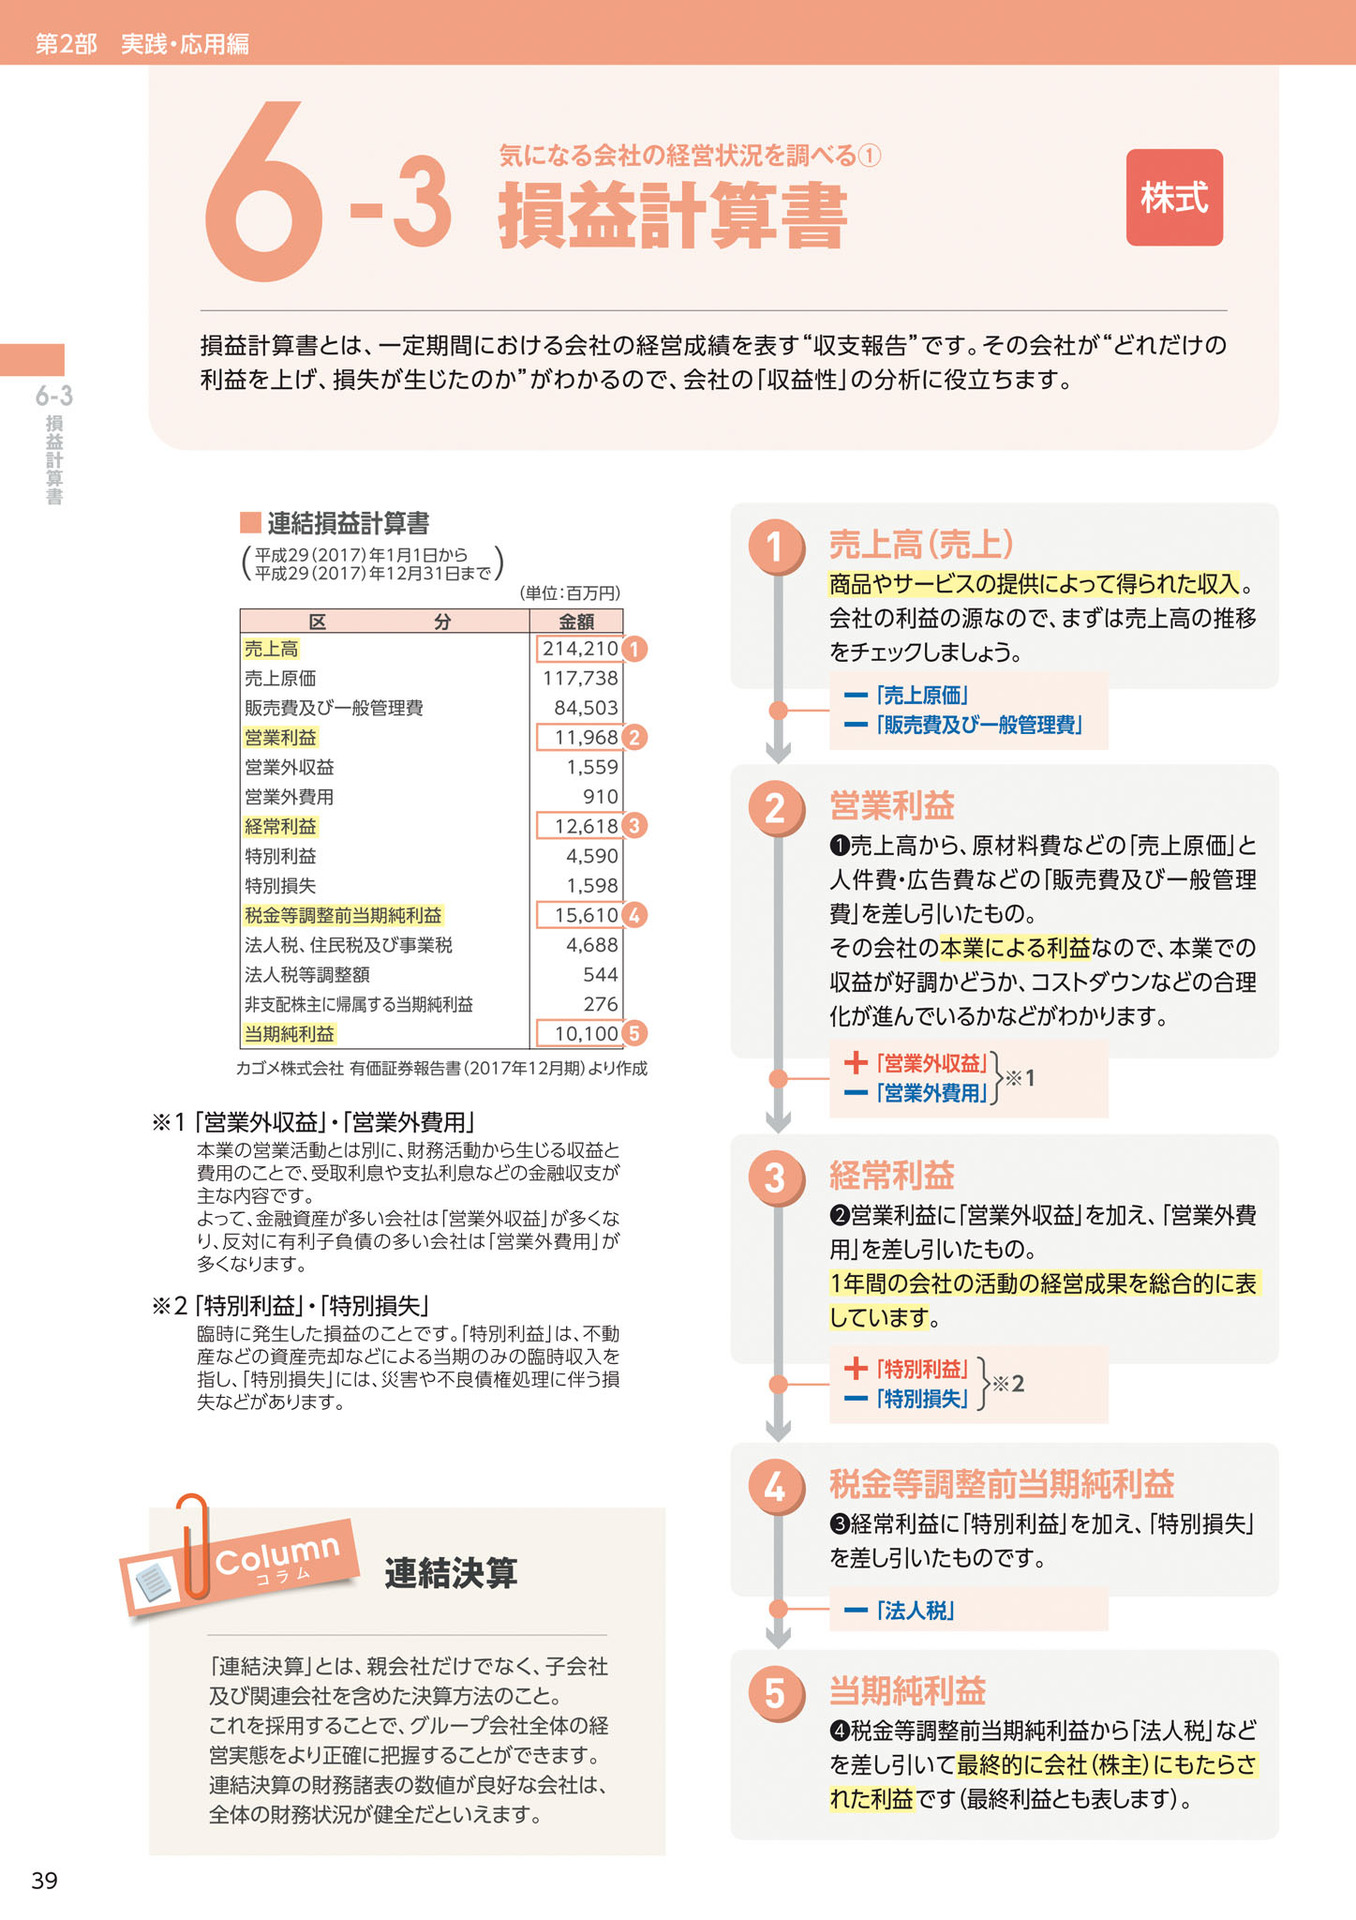 第2部　実践・応用編
6-3
気になる会社の経営状況を調べる①
損益計算書
株式
損益計算書とは、一定期間における会社の経営成績を表す“収支報告”です。その会社が“どれだけの
利益を上げ、損失が生じたのか”がわかるので、会社の「収益性」の分析に役立ちます。
6-3
損益計算書
■ 連結損益計算書
（平成29（2017）年1月1日から
平成29（2017）年12月31日まで）
（単位：百万円）
区　分　金額
売上高 214,210 1
売上原価 117,738
販売費及び一般管理費 84,503
営業利益 11,968 2
営業外収益 1,559
営業外費用 910
経常利益 12,618 3
特別利益 4,590
特別損失 1,598
税金等調整前当期純利益 15,610 4
法人税、住民税及び事業税 4,688
法人税等調整額 544
非支配株主に帰属する当期純利益 276
当期純利益 10,100 5
カゴメ株式会社 有価証券報告書（2017年12月期）より作成
※1「営業外収益」・「営業外費用」
本業の営業活動とは別に、財務活動から生じる収益と
費用のことで、受取利息や支払利息などの金融収支が
主な内容です。
よって、金融資産が多い会社は「営業外収益」が多くな
り、反対に有利子負債の多い会社は「営業外費用」が
多くなります。
※2「特別利益」・「特別損失」
臨時に発生した損益のことです。「特別利益」は、不動
産などの資産売却などによる当期のみの臨時収入を
指し、「特別損失」には、災害や不良債権処理に伴う損
失などがあります。
Column
コラム
連結決算
「連結決算」とは、親会社だけでなく、子会社
及び関連会社を含めた決算方法のこと。
これを採用することで、グループ会社全体の経
営実態をより正確に把握することができます。
連結決算の財務諸表の数値が良好な会社は、
全体の財務状況が健全だといえます。
1 売上高（売上）
商品やサービスの提供によって得られた収入。
会社の利益の源なので、まずは売上高の推移
をチェックしましょう。
－「売上原価」
－「販売費及び一般管理費」
2 営業利益
❶売上高から、原材料費などの「売上原価」と
人件費・広告費などの「販売費及び一般管理
費」を差し引いたもの。
その会社の本業による利益なので、本業での
収益が好調かどうか、コストダウンなどの合理
化が進んでいるかなどがわかります。
＋「営業外収益」
－「営業外費用」
※1
3 経常利益
❷営業利益に「営業外収益」を加え、「営業外費
用」を差し引いたもの。
1年間の会社の活動の経営成果を総合的に表
しています。
＋「特別利益」
－「特別損失」
※2
4 税金等調整前当期純利益
❸経常利益に「特別利益」を加え、「特別損失」
を差し引いたものです。
－「法人税」
5 当期純利益
❹税金等調整前当期純利益から「法人税」など
を差し引いて最終的に会社（株主）にもたらさ
れた利益です（最終利益とも表します）。
39